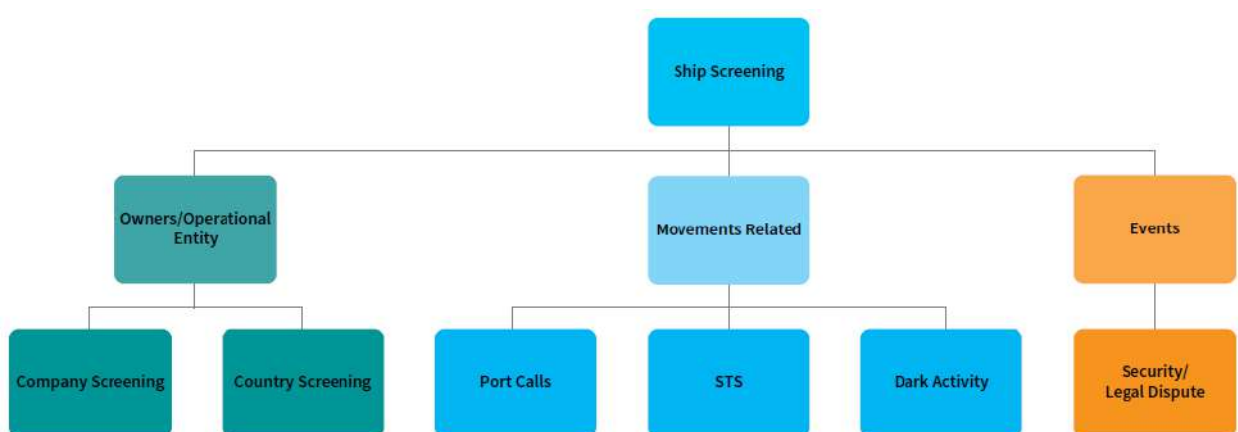 Ship Screening
Owners/Operational
Entity
Movements Related
Events
Company Screening
Country Screening
Port Calls
STS
Dark Activity
Security/
Legal Dispute